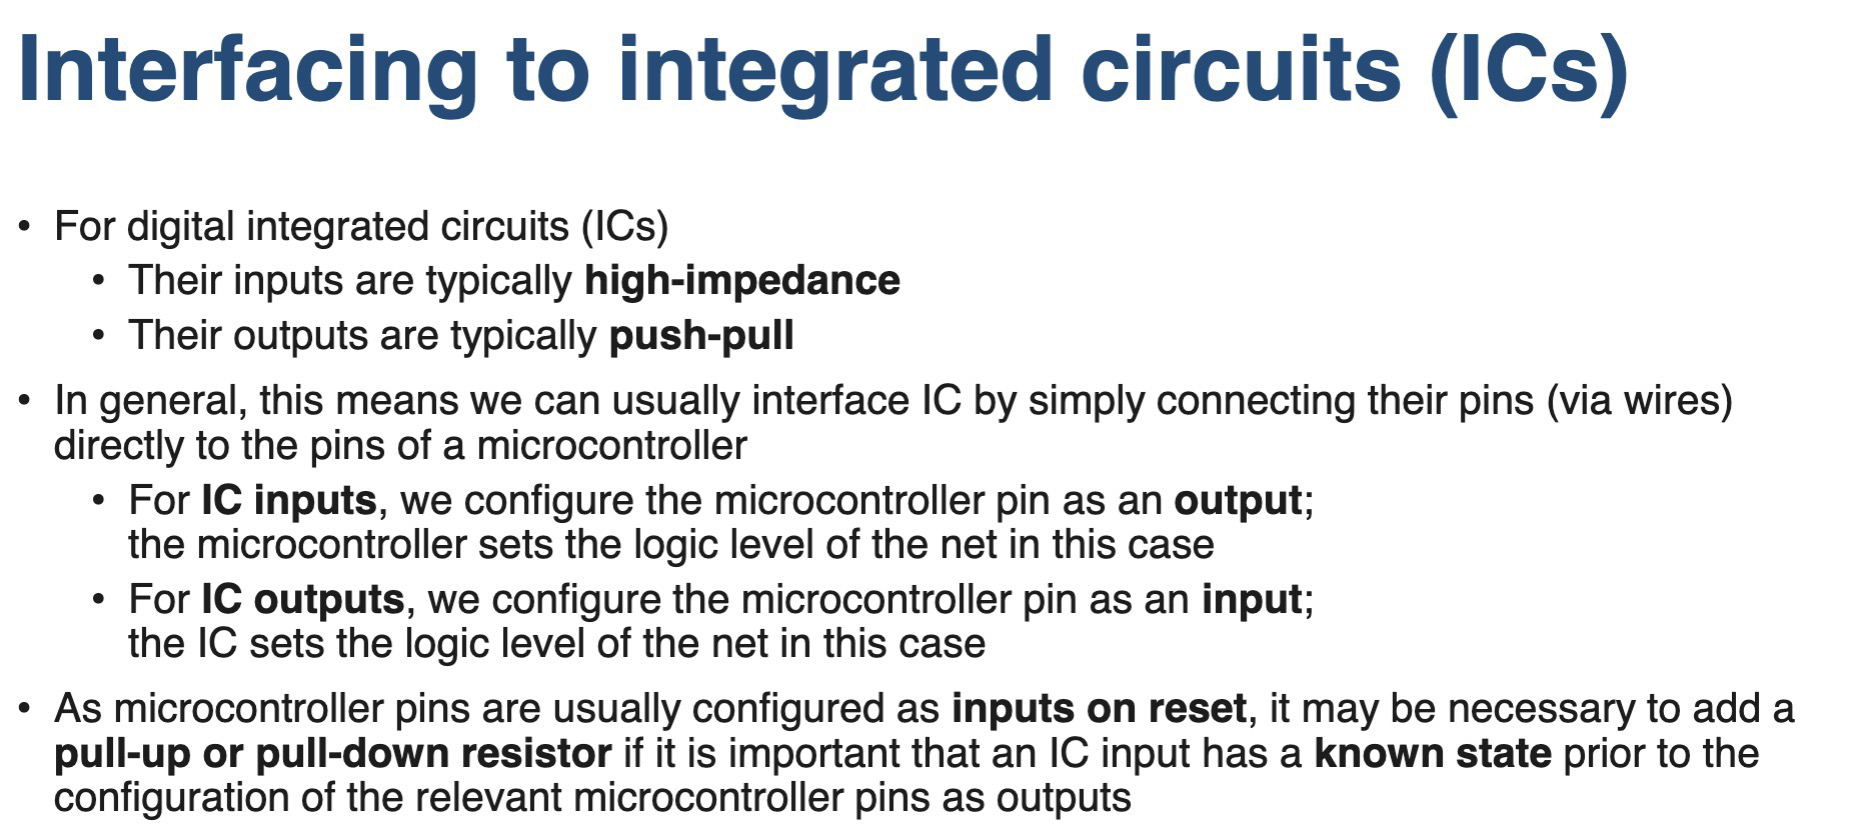 Interfacing to integrated circuits (ICs)
• For digital integrated circuits (ICs)
• Their inputs are typically high-impedance
• Their outputs are typically push-pull
• In general, this means we can usually interface IC by simply connecting their pins (via wires)
directly to the pins of a microcontroller
• For IC inputs, we configure the microcontroller pin as an output;
the microcontroller sets the logic level of the net in this case
• For IC outputs, we configure the microcontroller pin as an input;
the IC sets the logic level of the net in this case
• As microcontroller pins are usually configured as inputs on reset, it may be necessary to add a
pull-up or pull-down resistor if it is important that an IC input has a known state prior to the
configuration of the relevant microcontroller pins as outputs